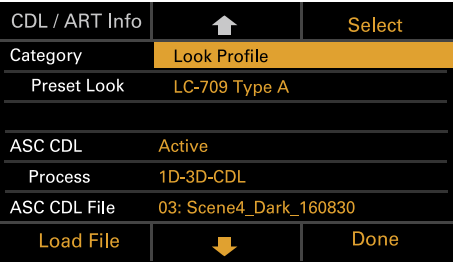 CDL / ART Info Select
Category Look Profile
Preset Look LC-709 Type A
ASC CDL Active
Process 1D-3D-CDL
ASC CDL File 03: Scene4_Dark_160830
Load File Done